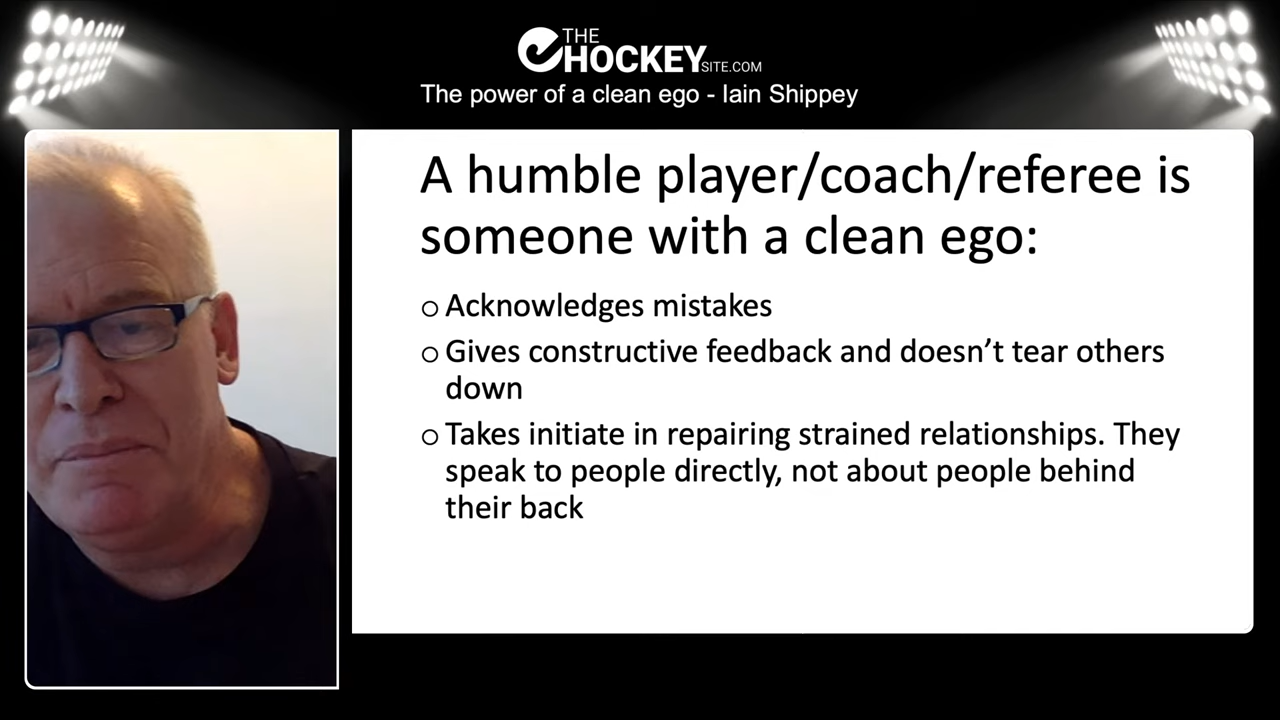 THE
HOCKEYSITE.COM
The power of a clean ego - Iain Shippey
A humble player/coach/referee is
someone with a clean ego:
○ Acknowledges mistakes
○ Gives constructive feedback and doesn’t tear others
down
○ Takes initiate in repairing strained relationships. They
speak to people directly, not about people behind
their back